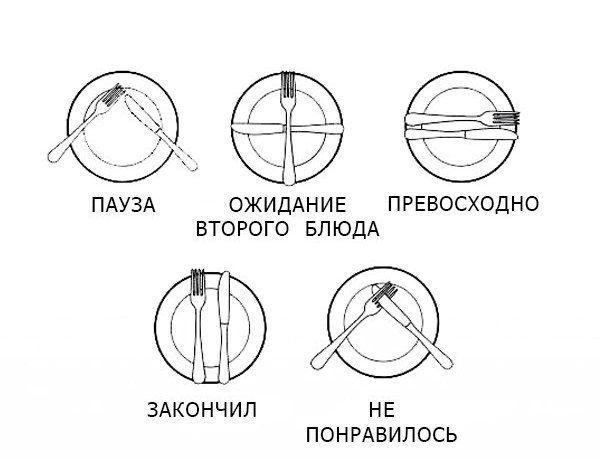 ПАУЗА
ОЖИДАНИЕ
ВТОРОГО БЛЮДА
ПРЕВОСХОДНО
ЗАКОНЧИЛ
НЕ
ПОНРАВИЛОСЬ